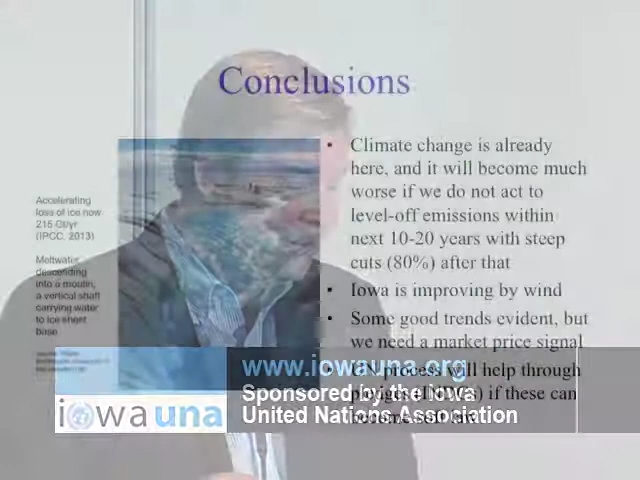 Conclusions
Accelerating
loss of ice now
215 Gt/yr
(IPCC, 2013)
Meltwater
descending
into a moulin,
a vertical shaft
carrying water
to ice sheet
base
• Climate change is already
here, and it will become much
worse if we do not act to
level-off emissions within
next 10-20 years with steep
cuts (80%) after that
• Iowa is improving by wind
• Some good trends evident, but
we need a market price signal
• UN process will help through
if these can
www.iowauna.org
Sponsored by the Iowa
United Nations Association
iowa una